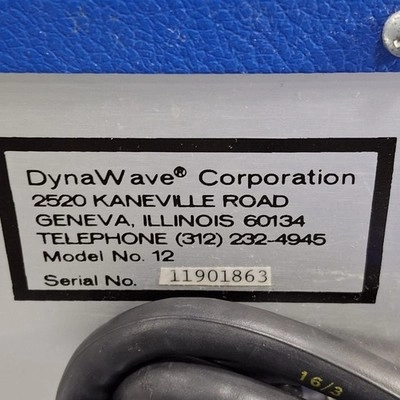 DynaWave® Corporation
2520 KANEVILLE ROAD
GENEVA, ILLINOIS 60134
TELEPHONE (312) 232-4945
Model No. 12
Serial No. 11901863
16/3